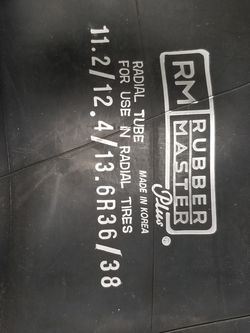 RM RUBBER MASTER Plus ®
RADIAL TUBE MADE IN KOREA
FOR USE IN RADIAL TIRES
11.2/12.4/13.6R36/38